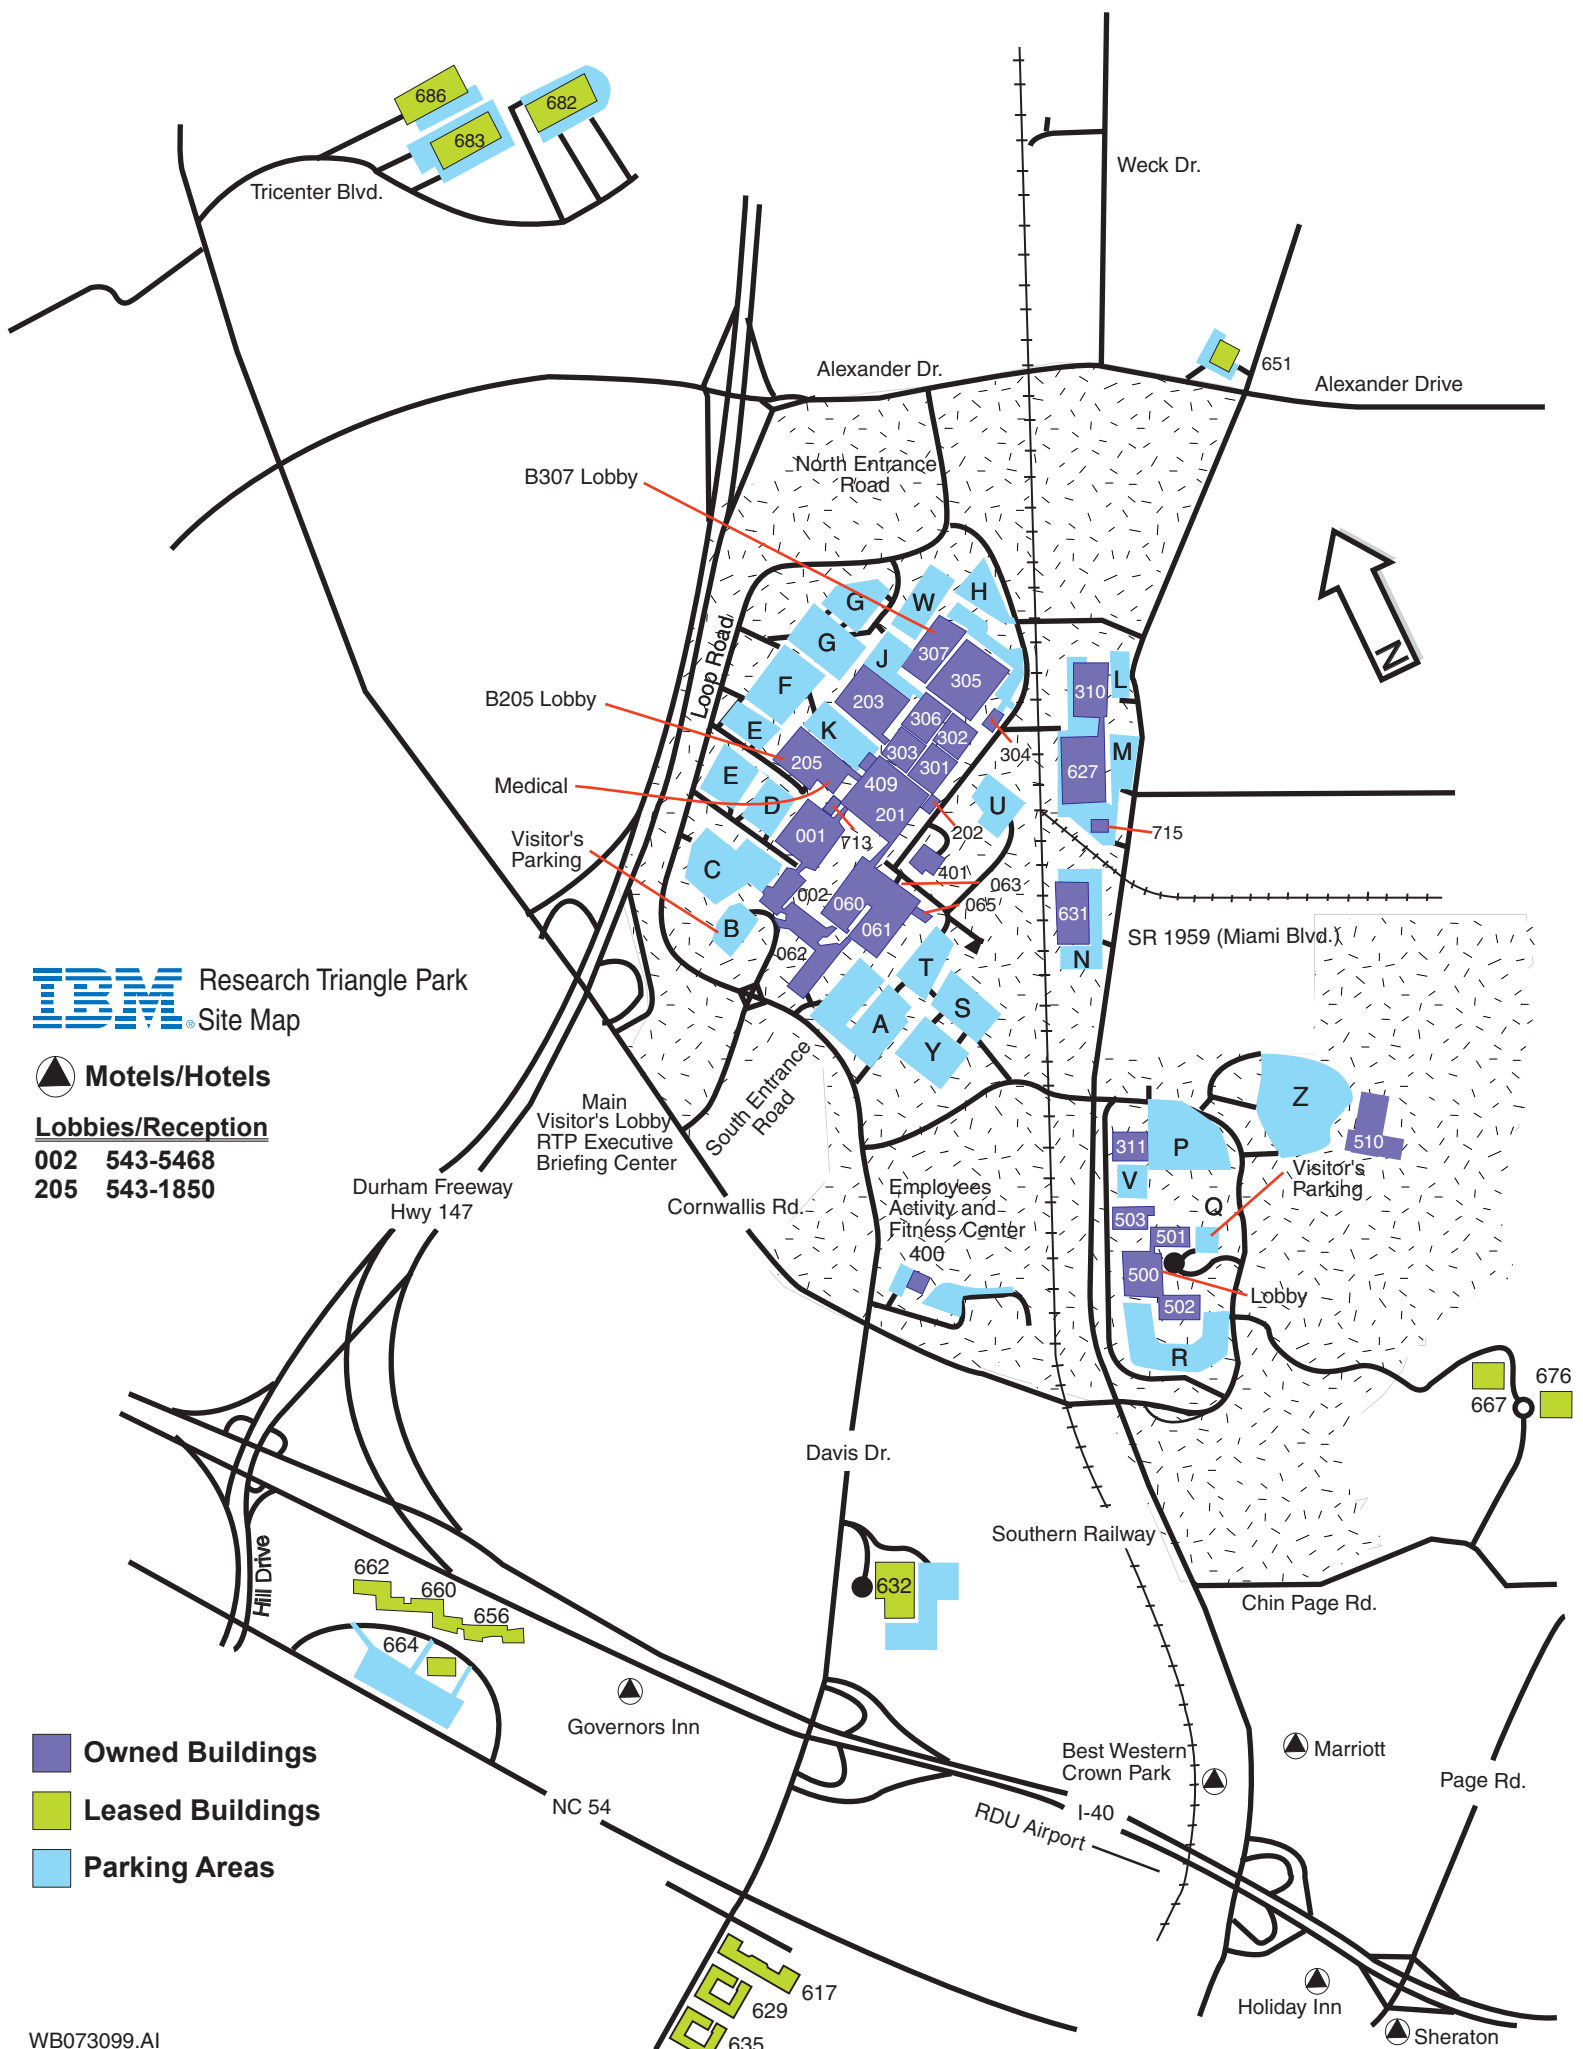 686
682
683
Tricenter Blvd.
Weck Dr.
Alexander Dr.
651
Alexander Drive
North Entrance
Road
B307 Lobby
Loop Road
G
W
H
G
J
307
F
305
L
310
B205 Lobby
203
306
E
K
302
303
304
M
205
301
627
Medical
E
409
D
201
U
715
001
713
202
Visitor's
Parking
C
401
063
002
060
065
631
B
061
SR 1959 (Miami Blvd.)
062
T
N
IBM®
Research Triangle Park
Site Map
A
S
Y
Motels/Hotels
Lobbies/Reception
002 543-5468
205 543-1850
Main
Visitor's Lobby
RTP Executive
Briefing Center
South Entrance
Road
Z
P
311
510
V
Visitor's
Parking
Durham Freeway
Hwy 147
Cornwallis Rd.
Employees
Activity and
Fitness Center
400
Q
503
501
500
Lobby
502
R
676
667
Davis Dr.
Southern Railway
Hill Drive
662
660
656
664
632
Chin Page Rd.
Governors Inn
Owned Buildings
Leased Buildings
Parking Areas
Best Western
Crown Park
Marriott
Page Rd.
NC 54
I-40
RDU Airport
617
629
635
Holiday Inn
Sheraton
N
WB073099.AI